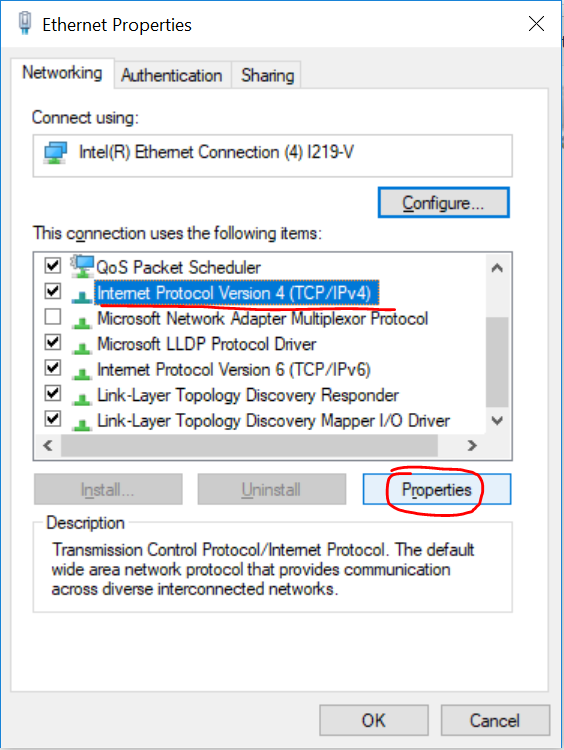 Ethernet Properties
Networking
Authentication
Sharing
Connect using:
Intel(R) Ethernet Connection (4) I219-V
Configure...
This connection uses the following items:
QoS Packet Scheduler
Internet Protocol Version 4 (TCP/IPv4)
Microsoft Network Adapter Multiplexor Protocol
Microsoft LLDP Protocol Driver
Internet Protocol Version 6 (TCP/IPv6)
Link-Layer Topology Discovery Responder
Link-Layer Topology Discovery Mapper I/O Driver
Install...
Uninstall
Properties
Description
Transmission Control Protocol/Internet Protocol. The default
wide area network protocol that provides communication
across diverse interconnected networks.
OK
Cancel